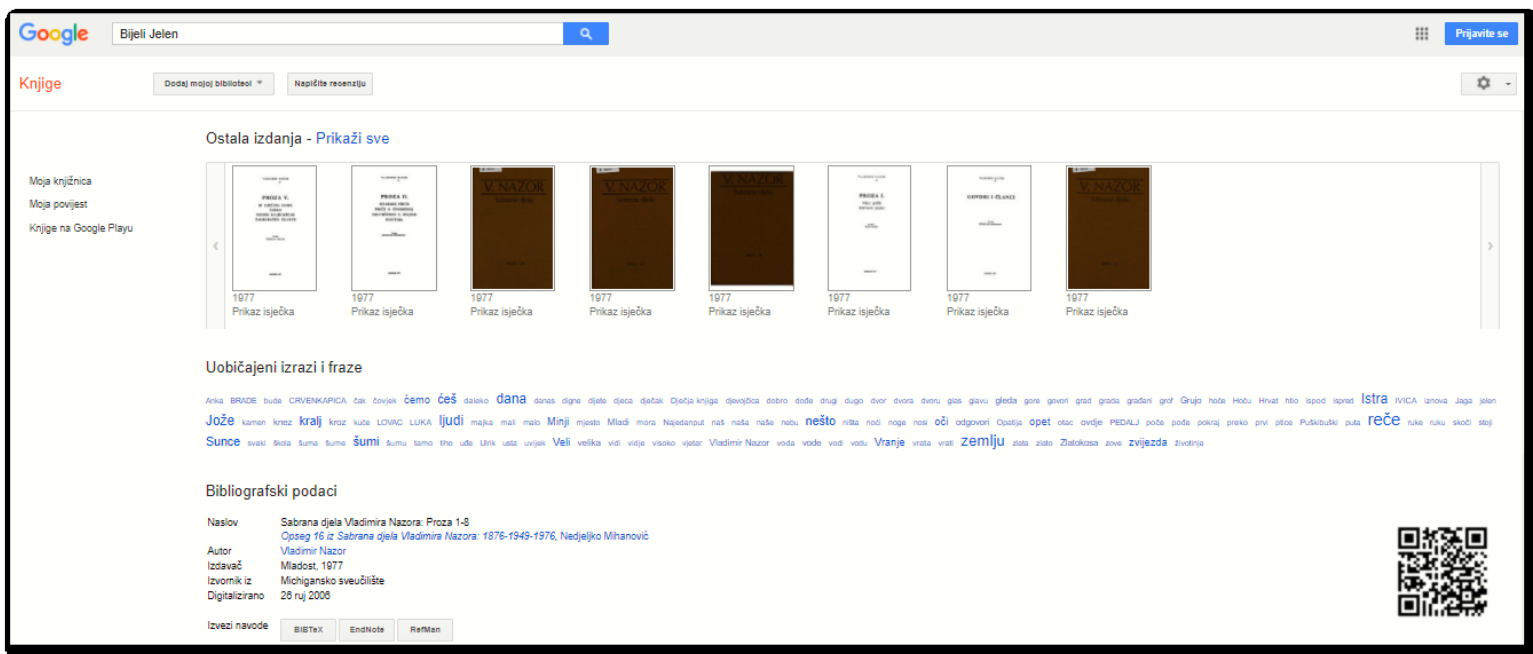 Google
Bijeli Jelen
Prijavite se
Knjige
Dodaj mojoj biblioteci
Napišite recenziju
Ostala izdanja - Prikaži sve
Moja knjižnica
Moja povijest
Knjige na Google Playu
PROZA V.
PROZA II.
V. NAZOR
V. NAZOR
V. NAZOR
PROZA I.
GOVORI I ČLANCI
V. NAZOR
1977 1977 1977 1977 1977 1977 1977 1977
Prikaz isječka Prikaz isječka Prikaz isječka Prikaz isječka Prikaz isječka Prikaz isječka Prikaz isječka Prikaz isječka
Uobičajeni izrazi i fraze
Anka BRADE bude CRVENKAPICA čak čovjek ćemo ćeš daleko dana danas digne dijete djeca dječak Dječja knjiga djevojčica dobro dođe drugi dugo dvor dvora dvoru glas glavu gleda gore govori grad grada građani grof Grujo hoće Hoću Hrvat htio ispod ispred Istra IVICA iznova Jaga jelen
Jože kamen knez kralj kroz kuće LOVAC LUKA ljudi majka mali malo Minji mjesto Mladi mora Najedanput naš naša naše nebu nešto ništa noći noge nosi oči odgovori Opatija opet otac ovdje PEDALJ poče pođe pokraj preko prvi ptice Puškibuški puta reče ruke ruku skoči stoji
Sunce svaki škola šuma šume šumi šumu tamo tiho uđe Ulrik usta uvijek Veli velika vidi vidje visoko vjetar Vladimir Nazor voda vode vodi vodu Vranje vrata vrati zemlju zlata zlato Zlatokosa zove zvijezda životinja
Bibliografski podaci
Naslov Sabrana djela Vladimira Nazora: Proza 1-8
Opseg 16 iz Sabrana djela Vladimira Nazora: 1876-1949-1976, Nedjeljko Mihanović
Autor Vladimir Nazor
Izdavač Mladost, 1977
Izvornik iz Michigansko sveučilište
Digitalizirano 26 ruj 2006
Izvezi navode BIBTeX EndNote RefMan